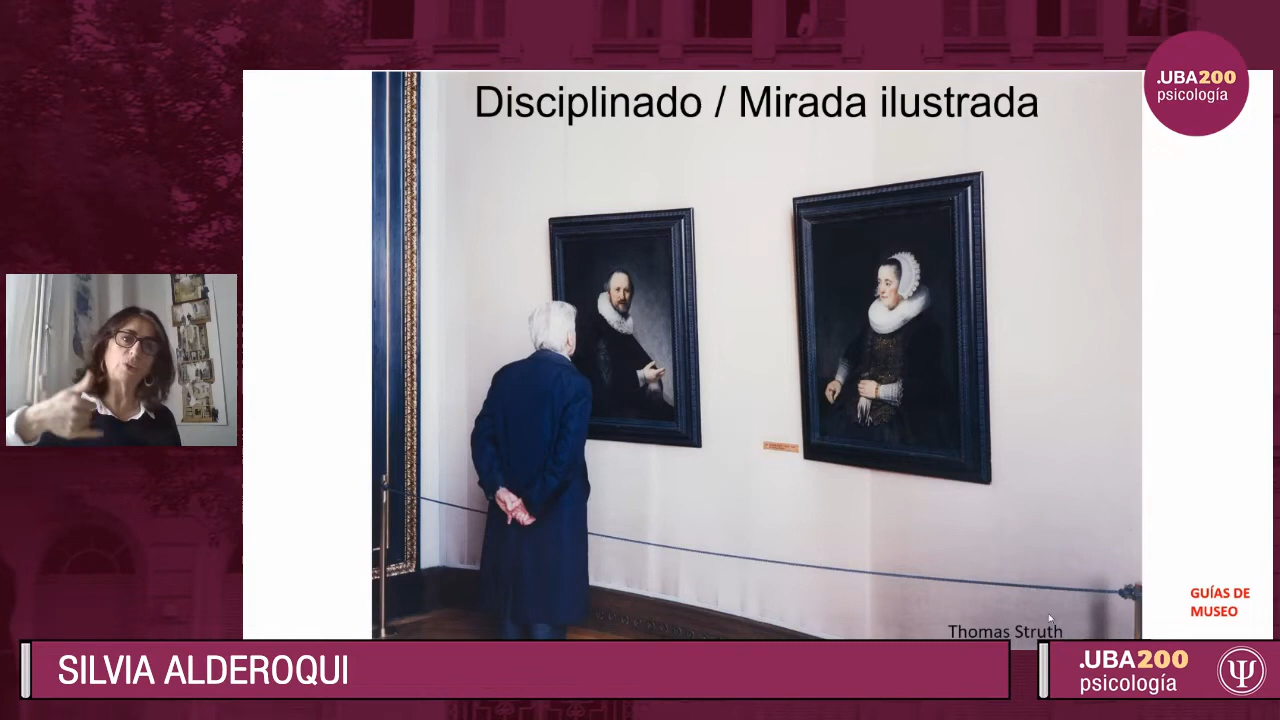 .UBA200
psicología
Disciplinado / Mirada ilustrada
GUÍAS DE
MUSEO
Thomas Struth
SILVIA ALDEROQUI
.UBA200
psicología